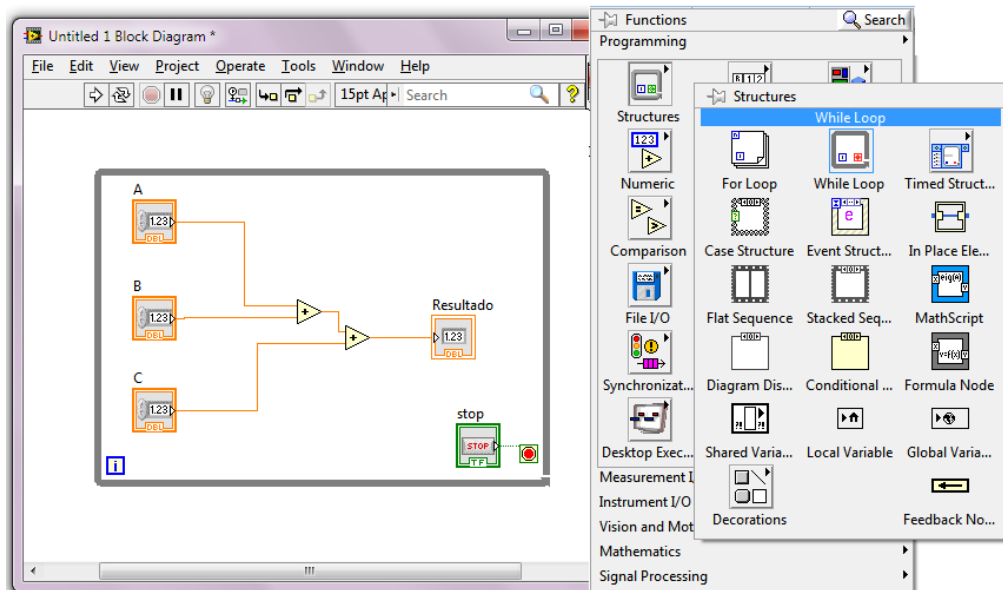 Untitled 1 Block Diagram *
File Edit View Project Operate Tools Window Help
15pt Ap Search
A
1.23
DBL
B
1.23
DBL
C
1.23
DBL
Resultado
1.23
DBL
stop
STOP
TF
i
Functions Search
Programming
Structures
Numeric
Comparison
File I/O
Synchronizat...
Desktop Exec...
Measurement I
Instrument I/O
Vision and Mot
Mathematics
Signal Processing
Structures
While Loop
For Loop While Loop Timed Struct...
Case Structure Event Struct... In Place Ele...
Flat Sequence Stacked Seq... MathScript
Diagram Dis... Conditional ... Formula Node
Shared Varia... Local Variable Global Varia...
Decorations Feedback No...